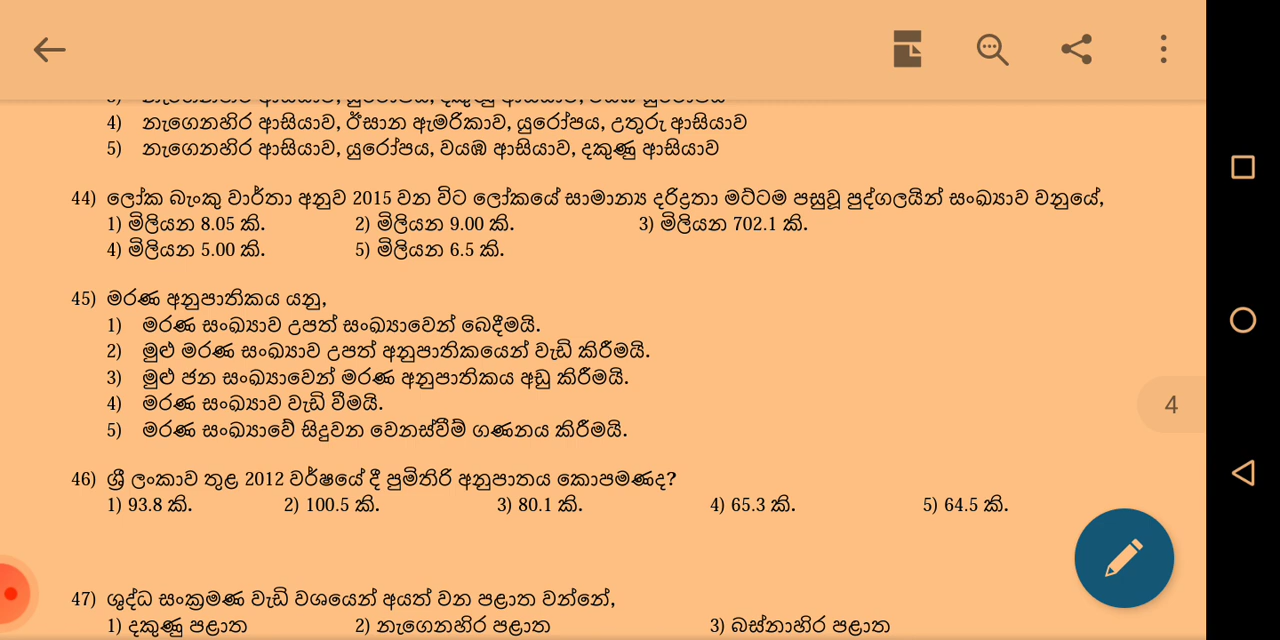 4) නැගෙනහිර ආසියාව, ඊසාන ඇමරිකාව, යුරෝපය, උතුරු ආසියාව
5) නැගෙනහිර ආසියාව, යුරෝපය, වයඹ ආසියාව, දකුණු ආසියාව
44) ලෝක බැංකු වාර්තා අනුව 2015 වන විට ලෝකයේ සාමාන්‍ය දරිද්‍රතා මට්ටම පසුවූ පුද්ගලයින් සංඛ්‍යාව වනුයේ,
1) මිලියන 8.05 කි. 2) මිලියන 9.00 කි. 3) මිලියන 702.1 කි.
4) මිලියන 5.00 කි. 5) මිලියන 6.5 කි.
45) මරණ අනුපාතිකය යනු,
1) මරණ සංඛ්‍යාව උපත් සංඛ්‍යාවෙන් බෙදීමයි.
2) මුළු මරණ සංඛ්‍යාව උපත් අනුපාතිකයෙන් වැඩි කිරීමයි.
3) මුළු ජන සංඛ්‍යාවෙන් මරණ අනුපාතිකය අඩු කිරීමයි.
4) මරණ සංඛ්‍යාව වැඩි වීමයි.
4
5) මරණ සංඛ්‍යාවේ සිදුවන වෙනස්වීම් ගණනය කිරීමයි.
46) ශ්‍රී ලංකාව තුළ 2012 වර්ෂයේ දී පුමිතිරි අනුපාතය කොපමණද?
1) 93.8 කි. 2) 100.5 කි. 3) 80.1 කි. 4) 65.3 කි. 5) 64.5 කි.
47) ශුද්ධ සංක්‍රමණ වැඩි වශයෙන් අයත් වන පළාත වන්නේ,
1) දකුණු පළාත 2) නැගෙනහිර පළාත 3) බස්නාහිර පළාත